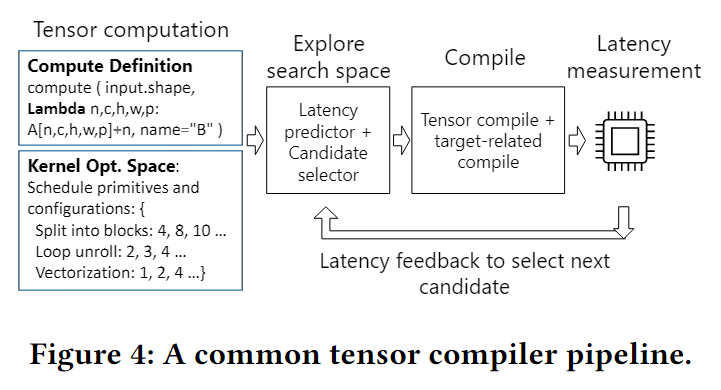 Tensor computation
Compute Definition
compute ( input.shape,
Lambda n,c,h,w,p:
A[n,c,h,w,p]+n, name="B" )
Kernel Opt. Space:
Schedule primitives and
configurations: {
Split into blocks: 4, 8, 10 ...
Loop unroll: 2, 3, 4 ...
Vectorization: 1, 2, 4 ...}
Explore
search space
Latency
predictor +
Candidate
selector
Compile
Tensor compile +
target-related
compile
Latency
measurement
Latency feedback to select next
candidate
Figure 4: A common tensor compiler pipeline.